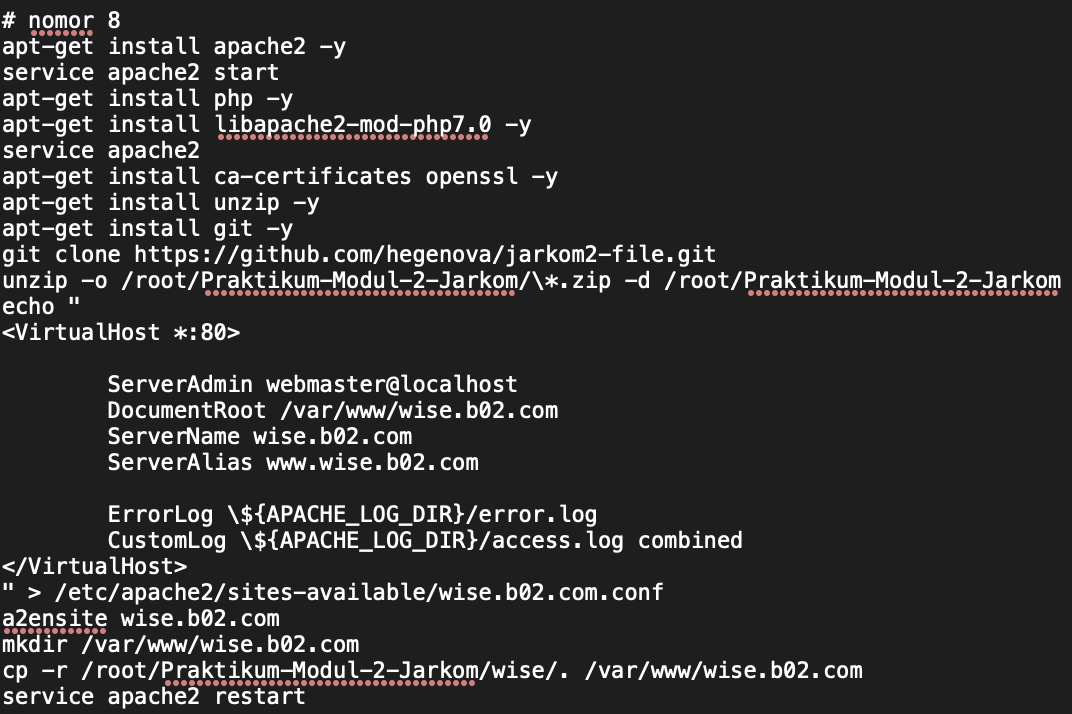 # nomor 8
apt-get install apache2 -y
service apache2 start
apt-get install php -y
apt-get install libapache2-mod-php7.0 -y
service apache2
apt-get install ca-certificates openssl -y
apt-get install unzip -y
apt-get install git -y
git clone https://github.com/hegenova/jarkom2-file.git
unzip -o /root/Praktikum-Modul-2-Jarkom/\*.zip -d /root/Praktikum-Modul-2-Jarkom
echo "
<VirtualHost *:80>
        ServerAdmin webmaster@localhost
        DocumentRoot /var/www/wise.b02.com
        ServerName wise.b02.com
        ServerAlias www.wise.b02.com
        ErrorLog \${APACHE_LOG_DIR}/error.log
        CustomLog \${APACHE_LOG_DIR}/access.log combined
</VirtualHost>
" > /etc/apache2/sites-available/wise.b02.com.conf
a2ensite wise.b02.com
mkdir /var/www/wise.b02.com
cp -r /root/Praktikum-Modul-2-Jarkom/wise/. /var/www/wise.b02.com
service apache2 restart